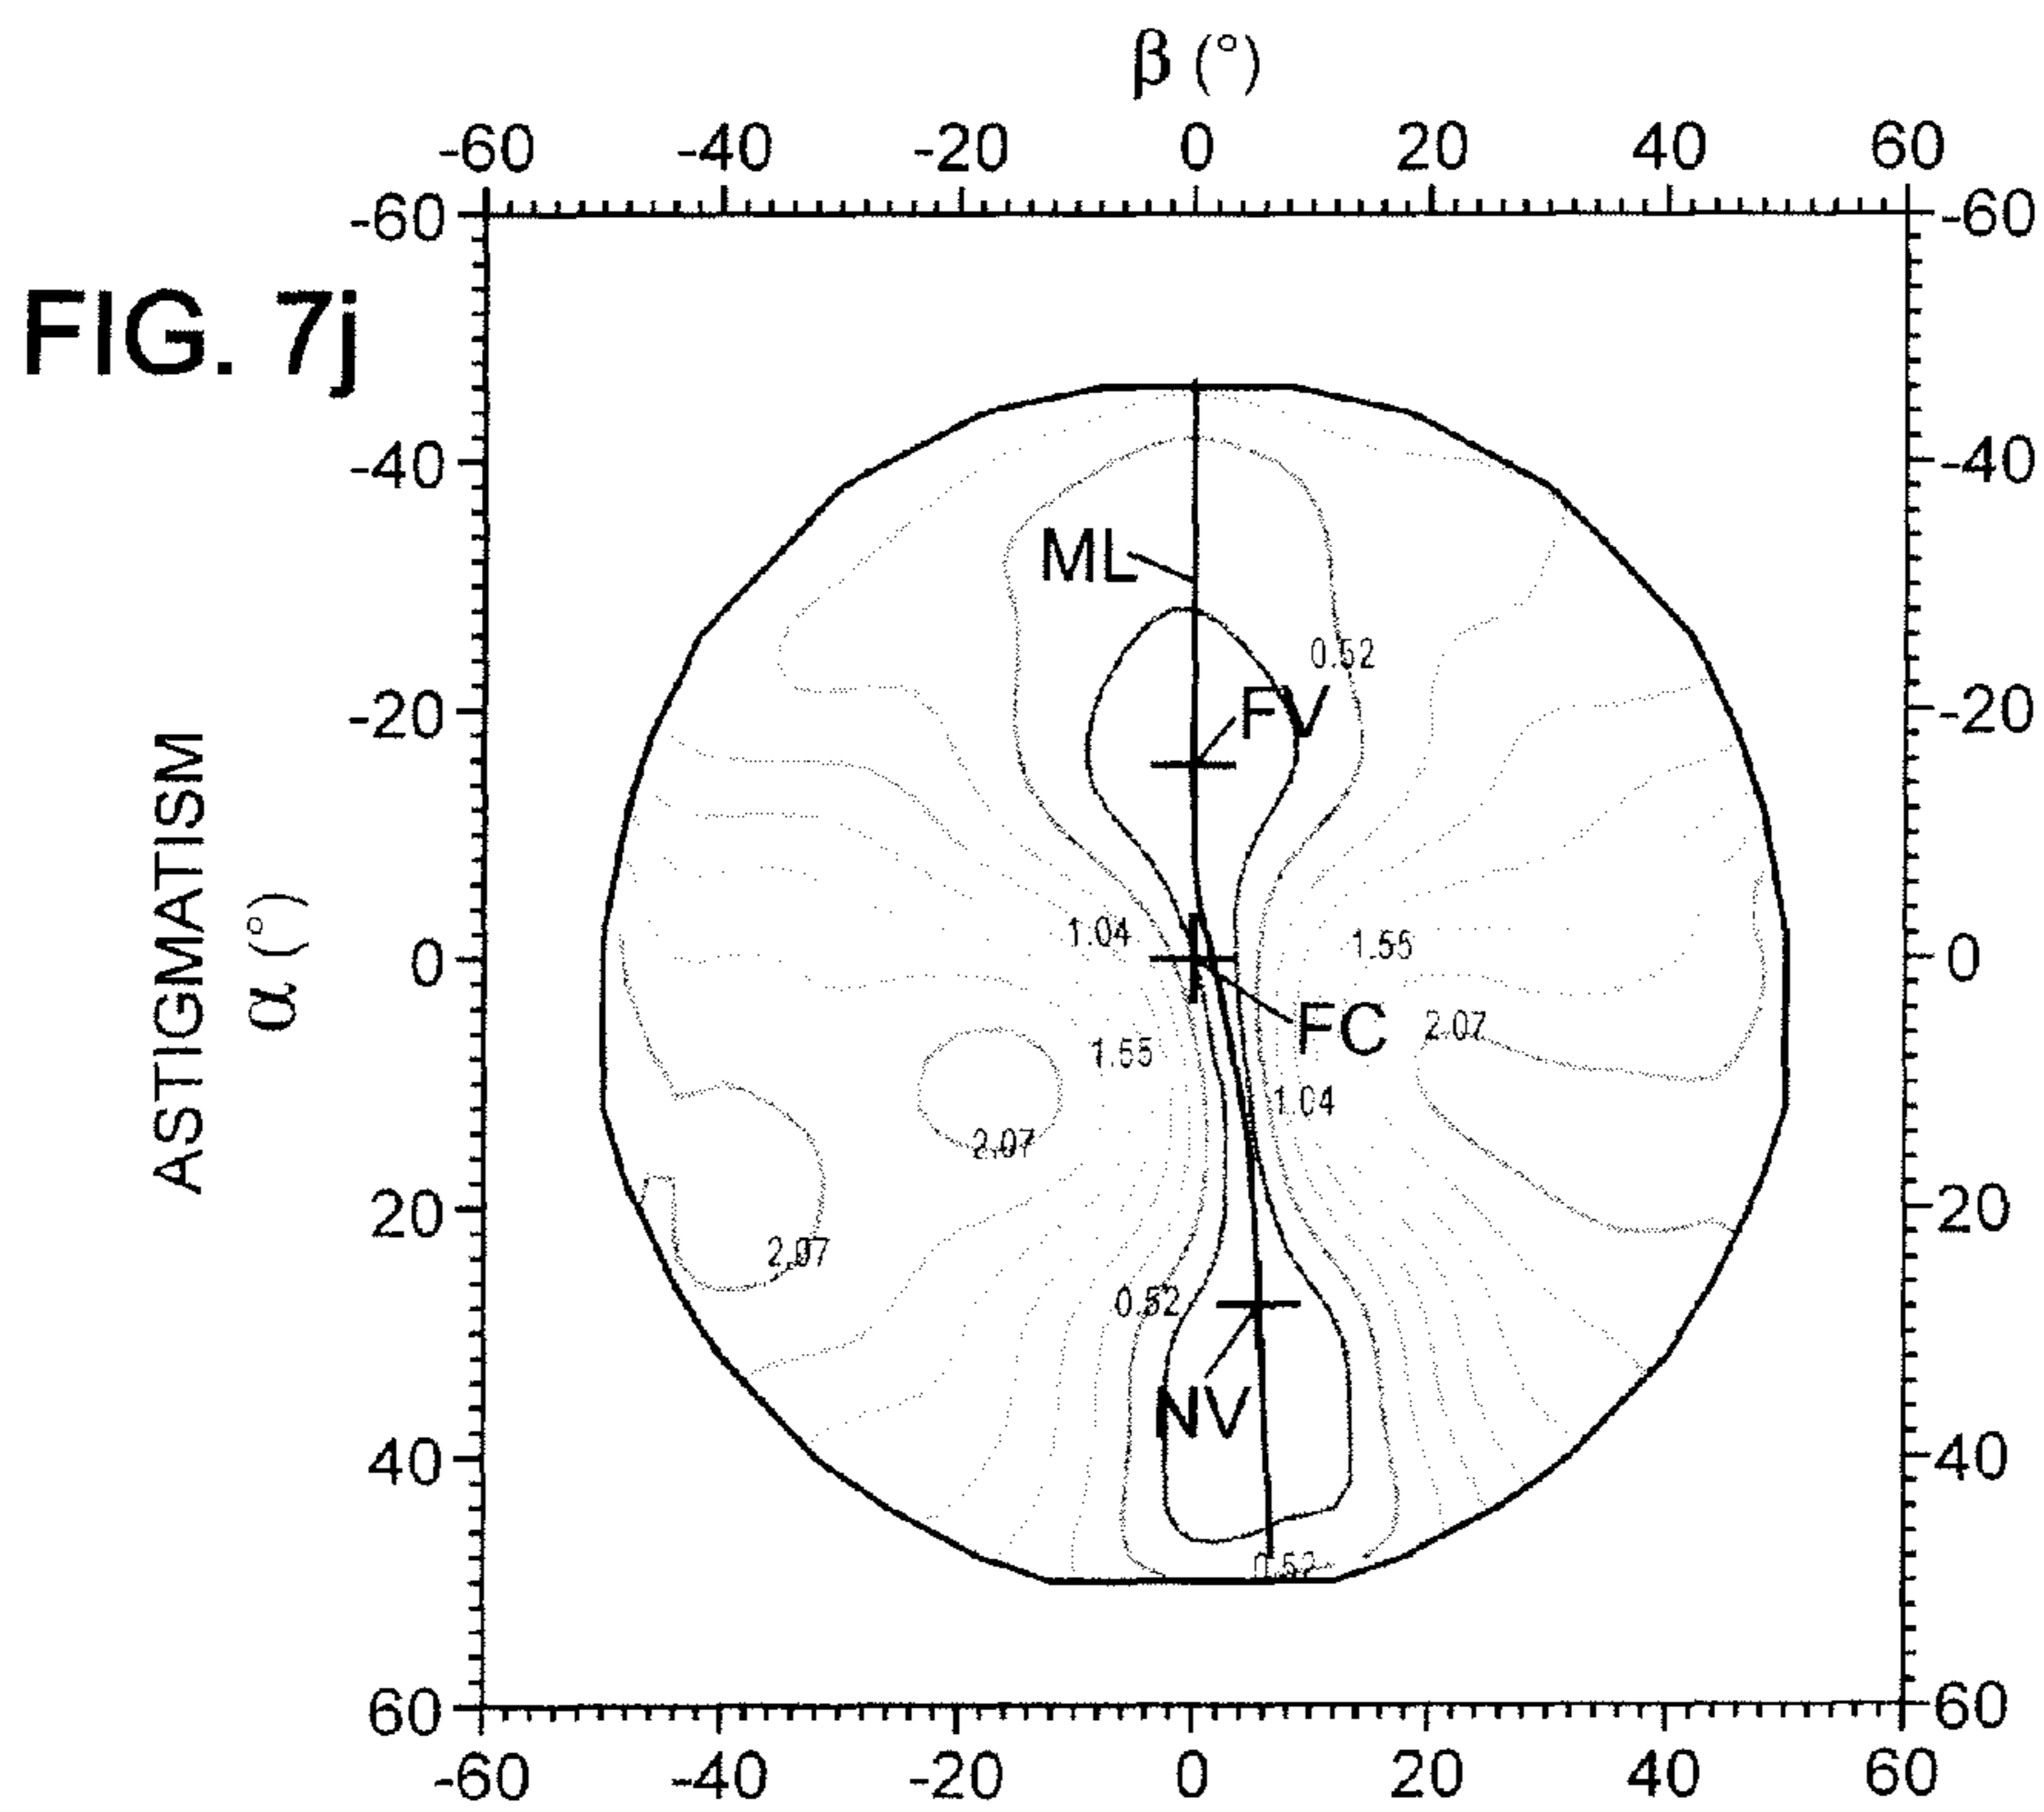 β (°)
-60 -40 -20 0 20 40 60
-60 -60
FIG. 7j
-40 -40
ML
0.52
-20 FV -20
ASTIGMATISM
α (°)
1.04 1.55
0 0
FC
2.07
1.55
1.04
2.07
20 20
2.07
0.52
NV
40 40
0.52
60 60
-60 -40 -20 0 20 40 60